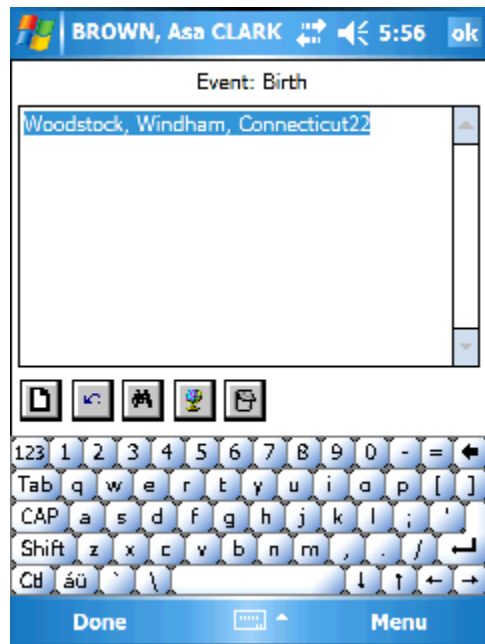 BROWN, Asa CLARK 5:56 ok
Event: Birth
Woodstock, Windham, Connecticut22
123 1 2 3 4 5 6 7 8 9 0 - =
Tab q w e r t y u i o p [ ]
CAP a s d f g h j k l ; '
Shift z x c v b n m , . /
Ctl áü ` \
Done Menu